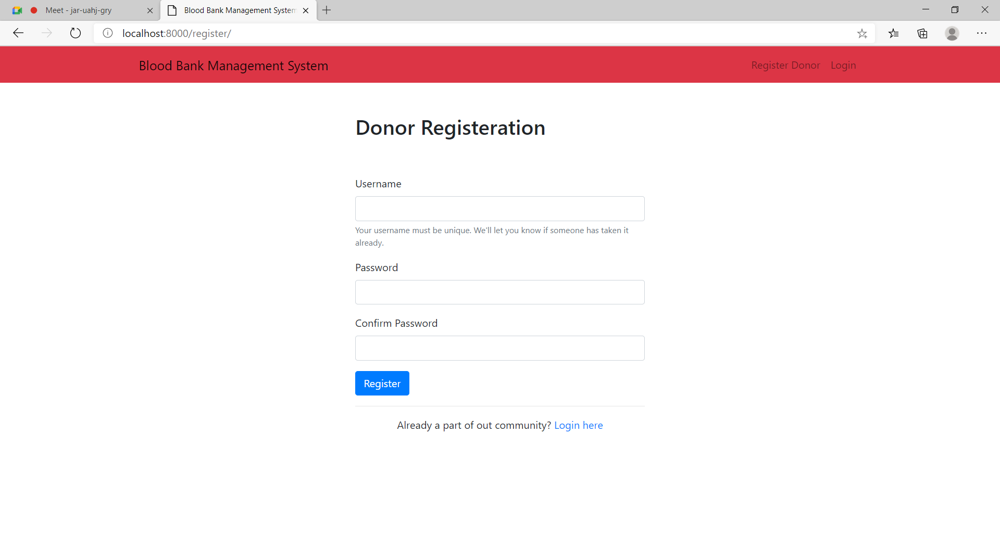 Meet - jar-uahj-gry
Blood Bank Management System
localhost:8000/register/
Blood Bank Management System
Register Donor Login
Donor Registeration
Username
Your username must be unique. We'll let you know if someone has taken it
already.
Password
Confirm Password
Register
Already a part of out community? Login here